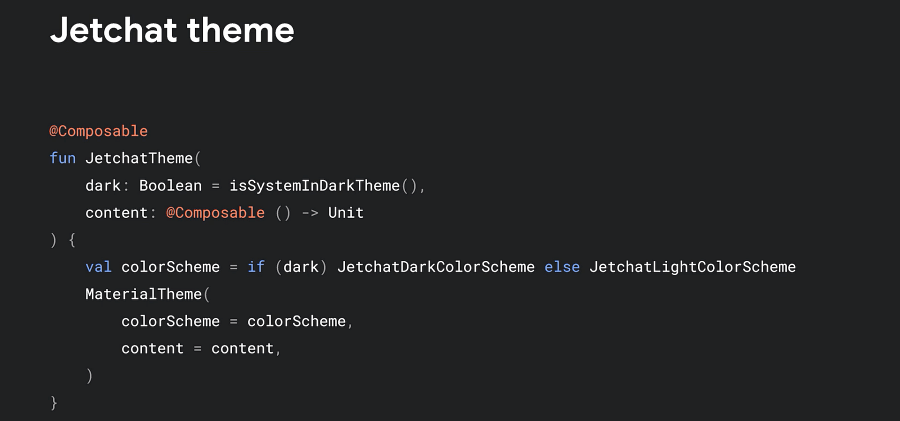 Jetchat theme
@Composable
fun JetchatTheme(
    dark: Boolean = isSystemInDarkTheme(),
    content: @Composable () -> Unit
) {
    val colorScheme = if (dark) JetchatDarkColorScheme else JetchatLightColorScheme
    MaterialTheme(
        colorScheme = colorScheme,
        content = content,
    )
}